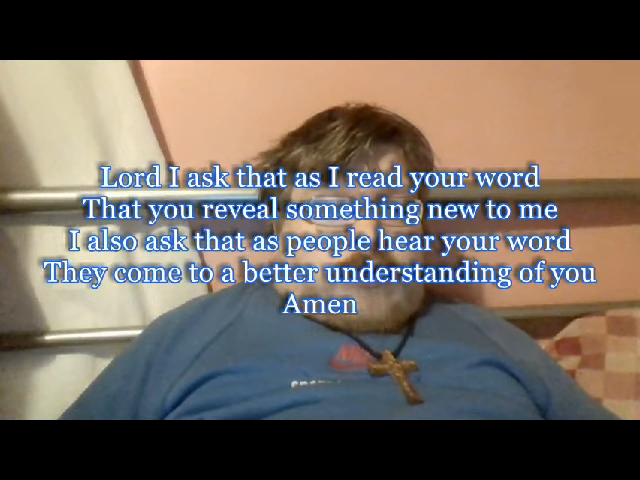 Lord I ask that as I read your word
That you reveal something new to me
I also ask that as people hear your word
They come to a better understanding of you
Amen